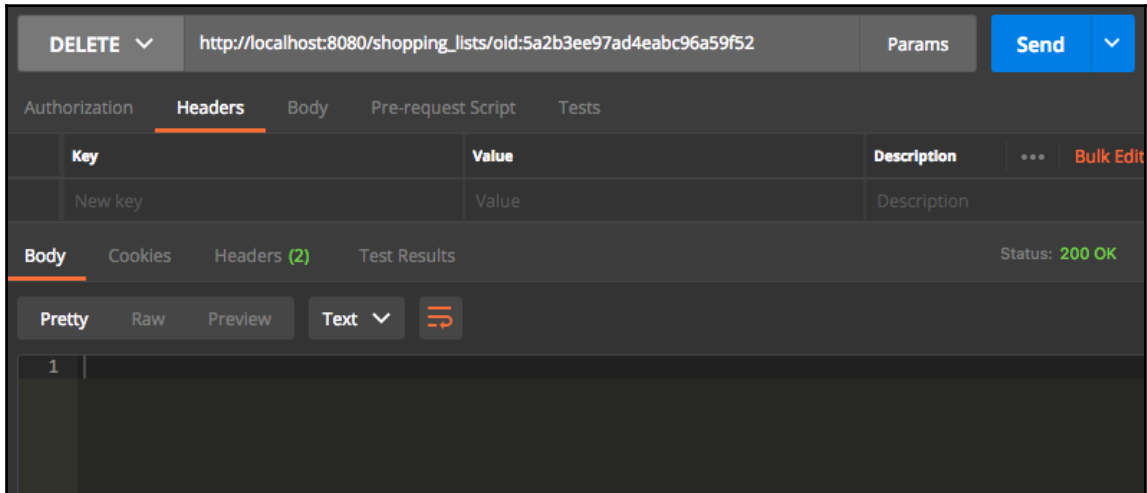 DELETE http://localhost:8080/shopping_lists/oid:5a2b3ee97ad4eabc96a59f52 Params Send
Authorization Headers Body Pre-request Script Tests
Key Value Description ••• Bulk Edit
New key Value Description
Body Cookies Headers (2) Test Results Status: 200 OK
Pretty Raw Preview Text
1